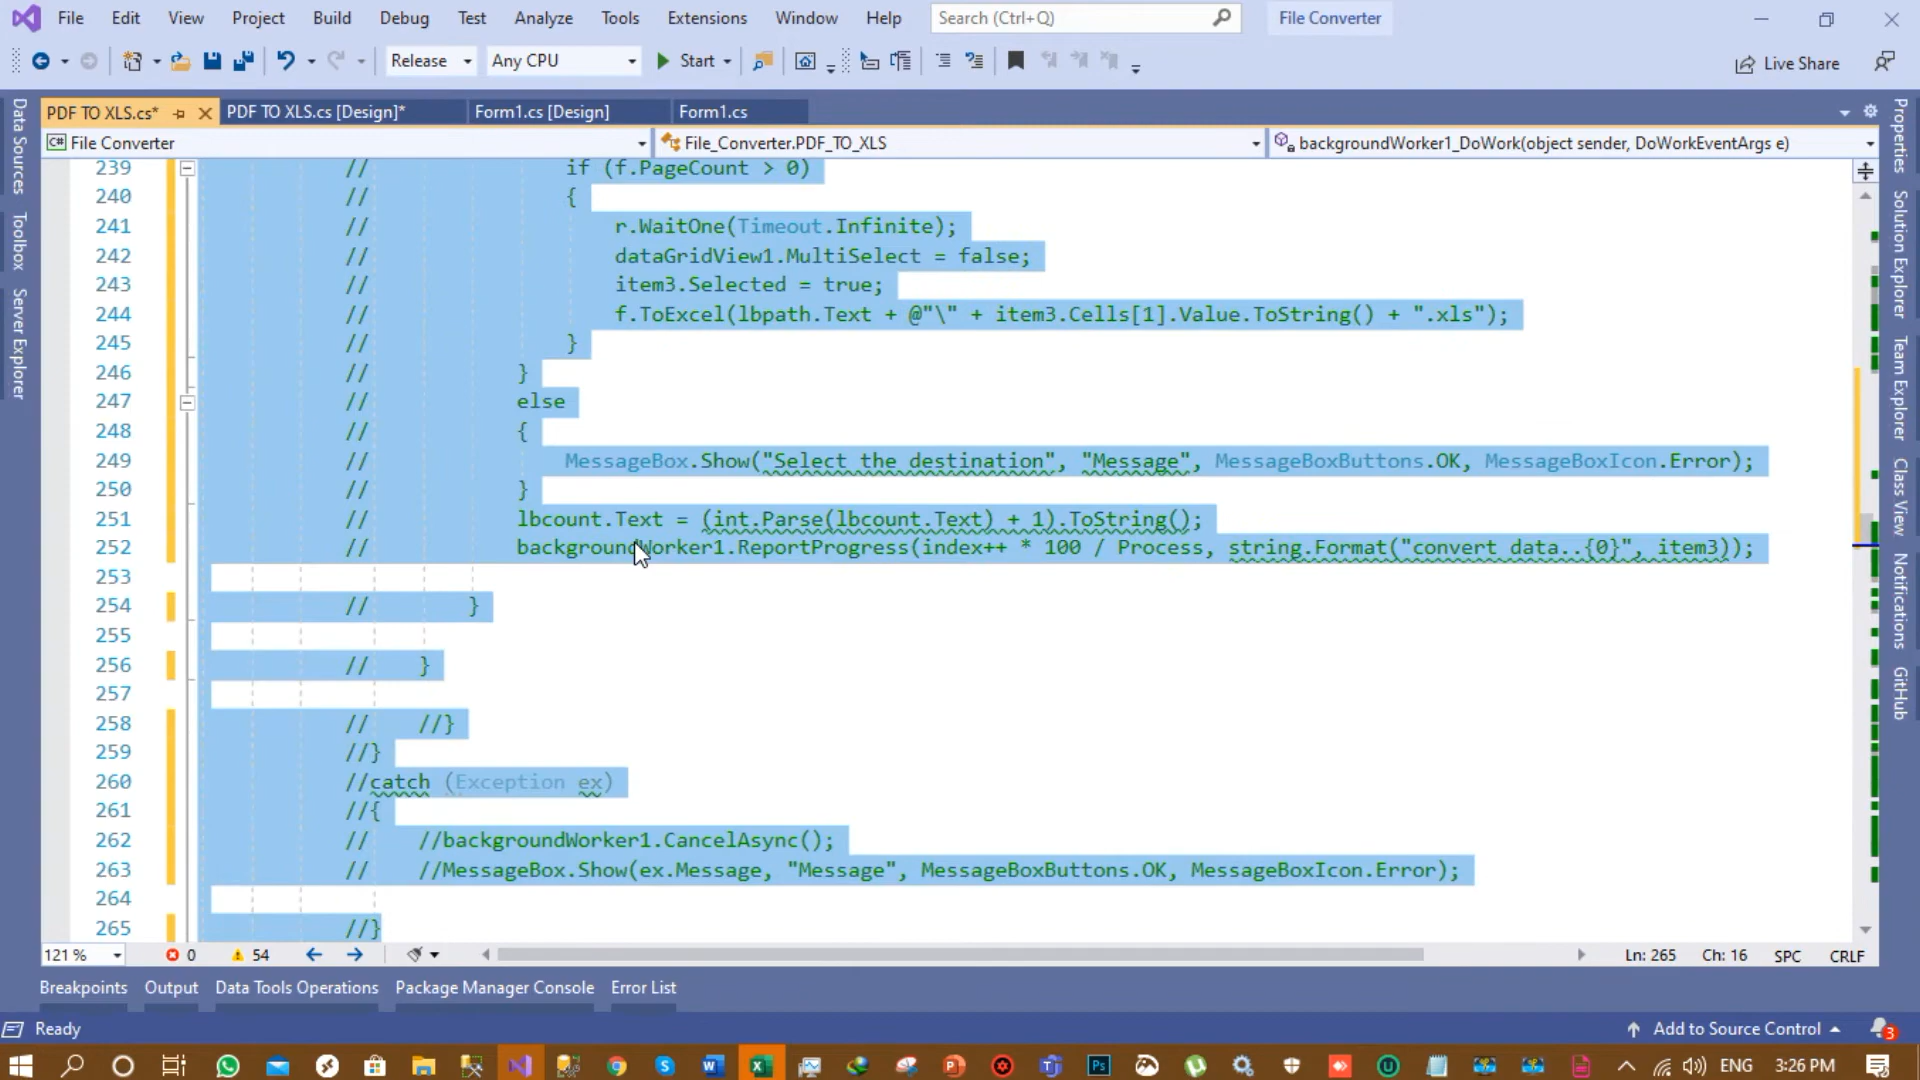 File Edit View Project Build Debug Test Analyze Tools Extensions Window Help Search (Ctrl+Q) File Converter
Release Any CPU Start Live Share
PDF TO XLS.cs* PDF TO XLS.cs [Design]* Form1.cs [Design] Form1.cs
C# File Converter File_Converter.PDF_TO_XLS backgroundWorker1_DoWork(object sender, DoWorkEventArgs e)
Data Sources
Toolbox
Server Explorer
239 // if (f.PageCount > 0)
240 // {
241 // r.WaitOne(Timeout.Infinite);
242 // dataGridView1.MultiSelect = false;
243 // item3.Selected = true;
244 // f.ToExcel(lbpath.Text + @"\" + item3.Cells[1].Value.ToString() + ".xls");
245 // }
246 // }
247 // else
248 // {
249 // MessageBox.Show("Select the destination", "Message", MessageBoxButtons.OK, MessageBoxIcon.Error);
250 // }
251 // lbcount.Text = (int.Parse(lbcount.Text) + 1).ToString();
252 // backgroundWorker1.ReportProgress(index++ * 100 / Process, string.Format("convert data..{0}", item3));
253
254 // }
255
256 // }
257
258 // //}
259 //}
260 //catch (Exception ex)
261 //{
262 // //backgroundWorker1.CancelAsync();
263 // //MessageBox.Show(ex.Message, "Message", MessageBoxButtons.OK, MessageBoxIcon.Error);
264
265 //}
Properties
Solution Explorer
Team Explorer
Class View
Notifications
GitHub
121 % 0 54 Ln: 265 Ch: 16 SPC CRLF
Breakpoints Output Data Tools Operations Package Manager Console Error List
Ready Add to Source Control 3
ENG 3:26 PM